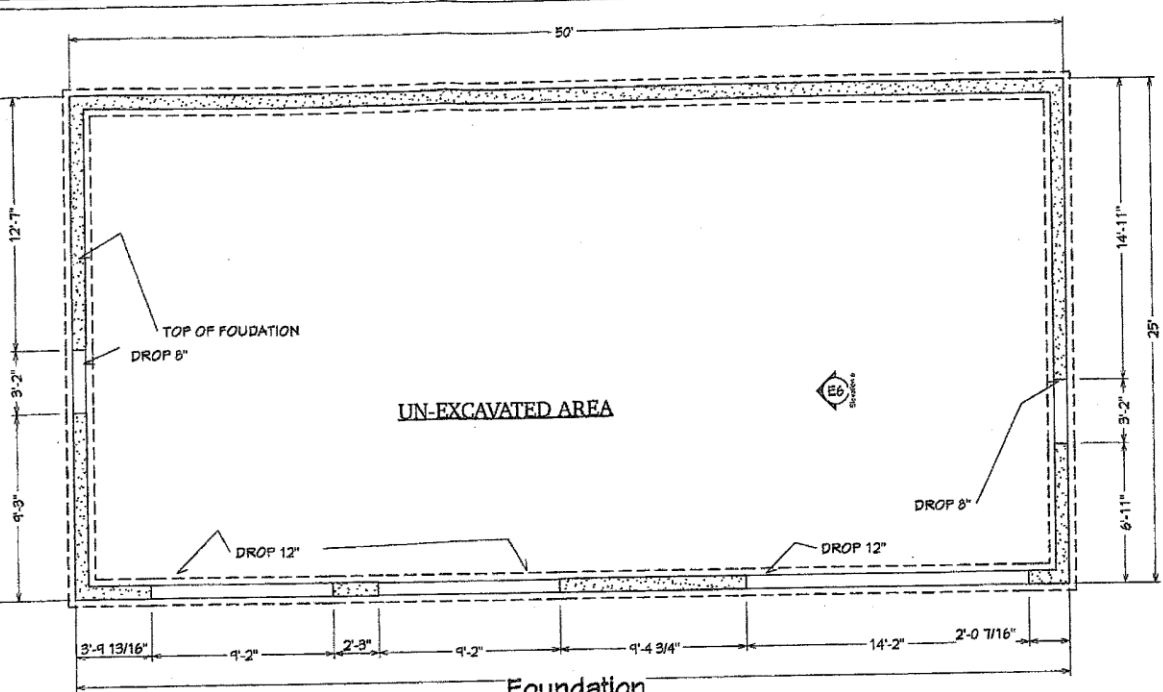 50'
12'-7"
14'-11"
TOP OF FOUDATION
DROP 8"
3'-2"
25'
E6
Elevations
UN-EXCAVATED AREA
3'-2"
9'-3"
DROP 8"
6'-11"
DROP 12"
DROP 12"
3'-9 13/16"
9'-2"
2'-3"
9'-2"
9'-4 3/4"
14'-2"
2'-0 7/16"
Foundation